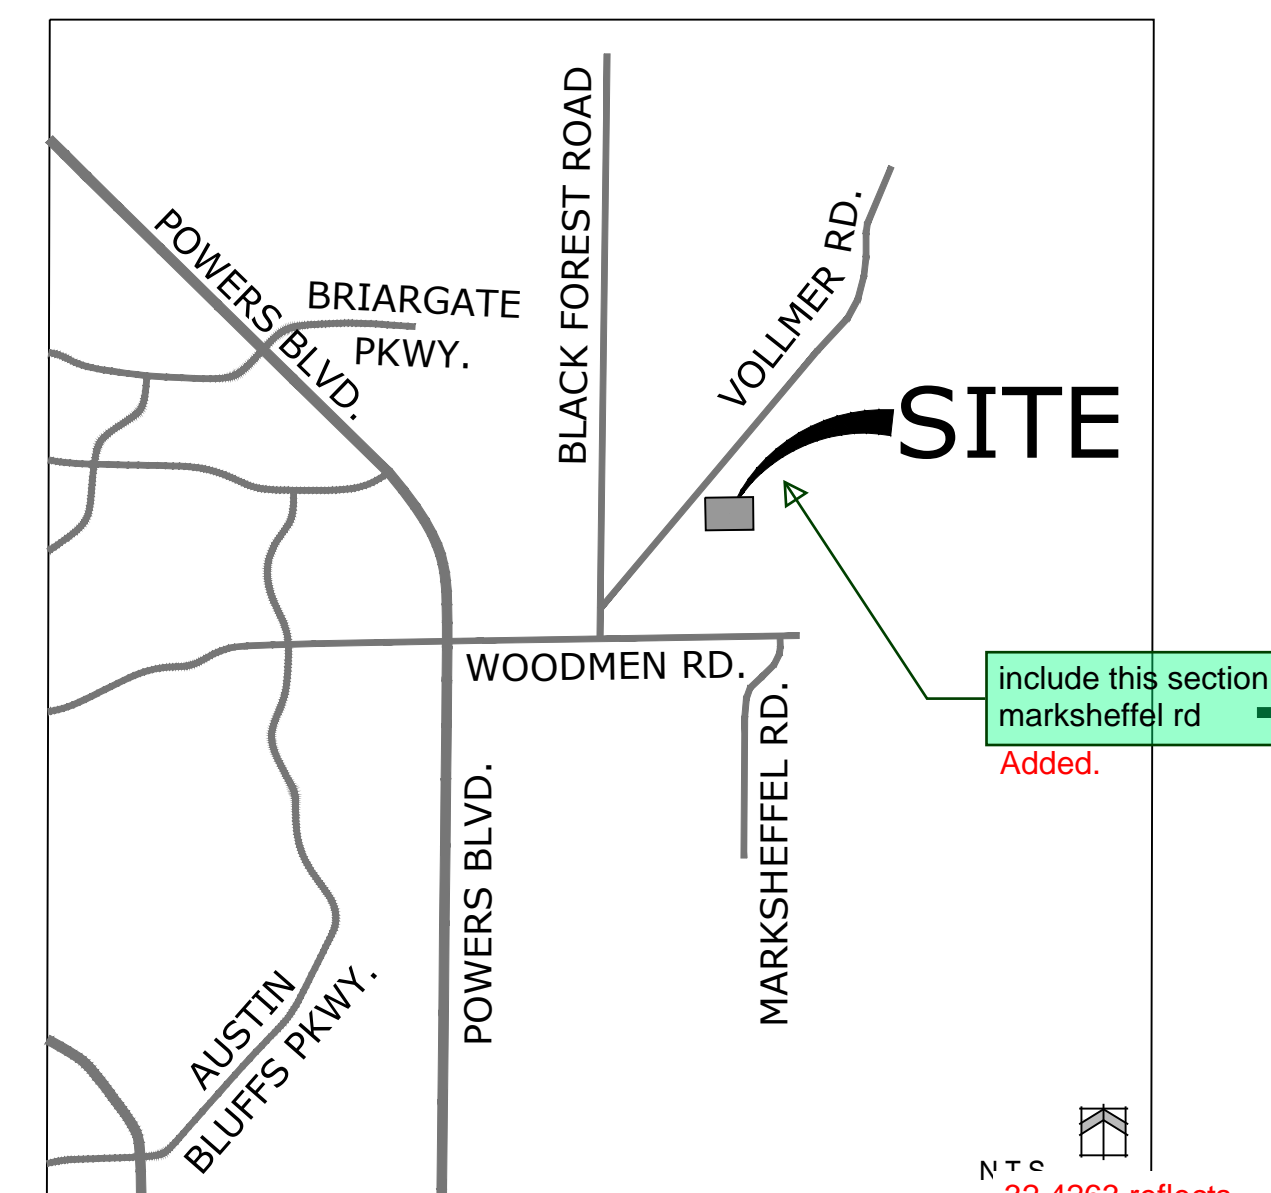 BLACK FOREST ROAD
VOLLMER RD.
POWERS BLVD.
BRIARGATE
PKWY.
SITE
WOODMEN RD.
include this section
marksheffel rd
Added.
MARKSHEFFEL RD.
POWERS BLVD.
AUSTIN
BLUFFS PKWY.
N.T.S.